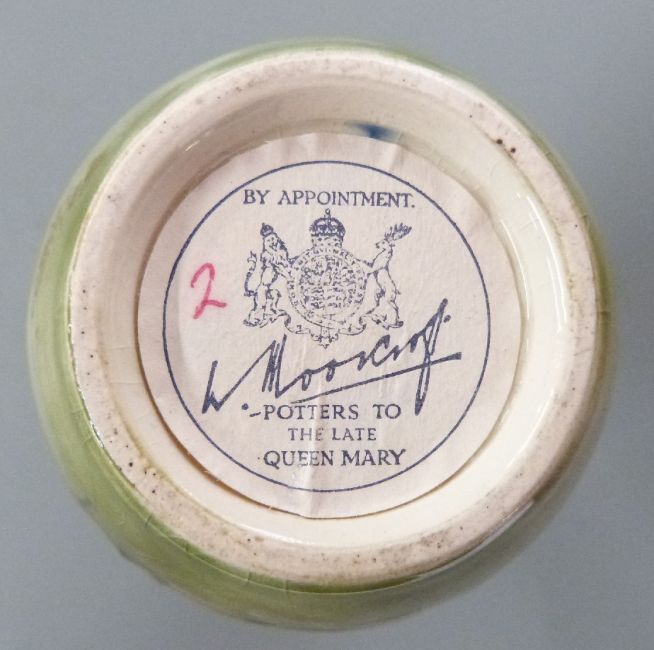 BY APPOINTMENT.
2
W. Moorcroft.
-POTTERS TO
THE LATE
QUEEN MARY